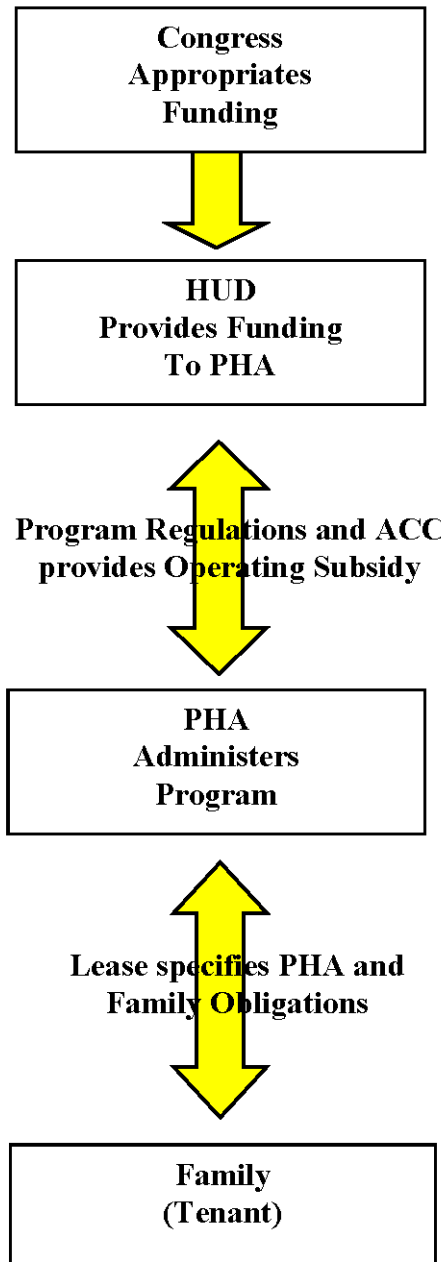 Congress
Appropriates
Funding
HUD
Provides Funding
To PHA
Program Regulations and ACC
provides Operating Subsidy
PHA
Administers
Program
Lease specifies PHA and
Family Obligations
Family
(Tenant)